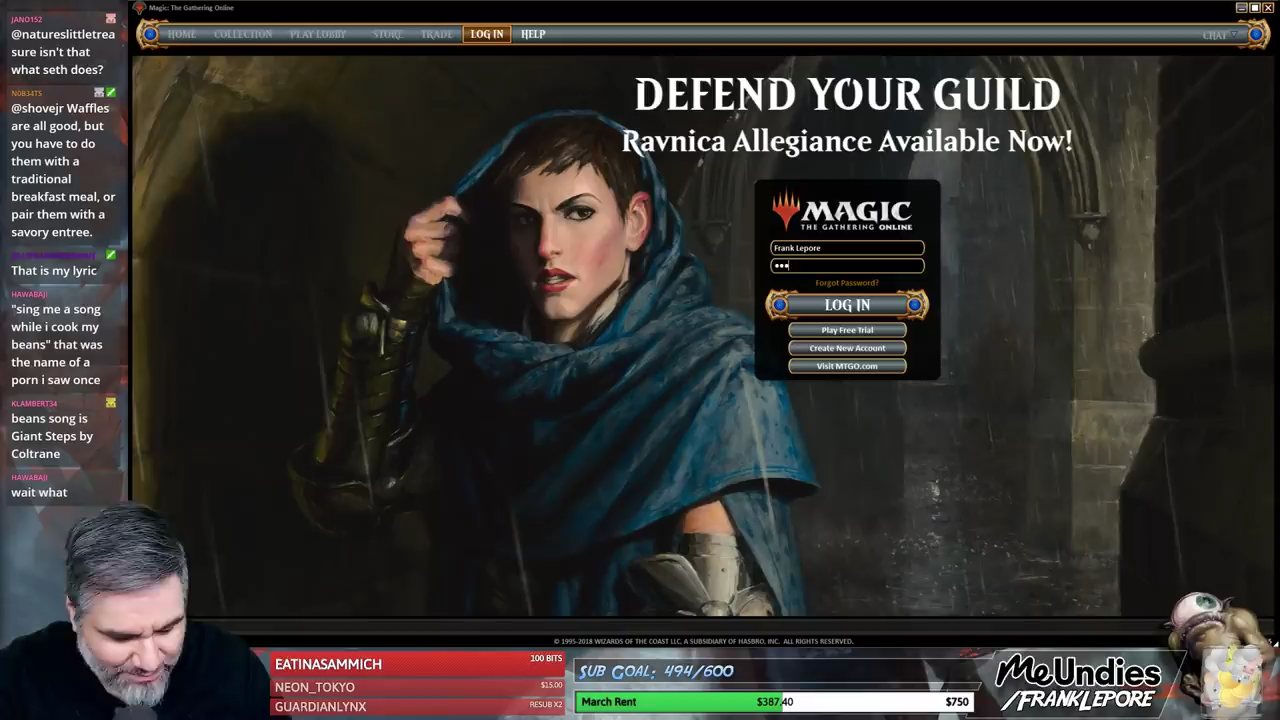 Magic: The Gathering Online
HOME COLLECTION PLAY LOBBY STORE TRADE LOG IN HELP CHAT
JANO152
@natureslittletrea
sure isn't that
what seth does?
N0B34TS
@shovejr Waffles
are all good, but
you have to do
them with a
traditional
breakfast meal, or
pair them with a
savory entree.
That is my lyric
HAWABAJI
"sing me a song
while i cook my
beans" that was
the name of a
porn i saw once
KLAMBERT34
beans song is
Giant Steps by
Coltrane
HAWABAJI
wait what
DEFEND YOUR GUILD
Ravnica Allegiance Available Now!
MAGIC
THE GATHERING ONLINE
Frank Lepore
•••
Forgot Password?
LOG IN
Play Free Trial
Create New Account
Visit MTGO.com
© 1995-2018 WIZARDS OF THE COAST LLC, A SUBSIDIARY OF HASBRO, INC. ALL RIGHTS RESERVED.
EATINASAMMICH 100 BITS
NEON_TOKYO $15.00
GUARDIANLYNX RESUB X2
SUB GOAL: 494/600
March Rent $387.40 $750
MeUndies
/FRANKLEPORE